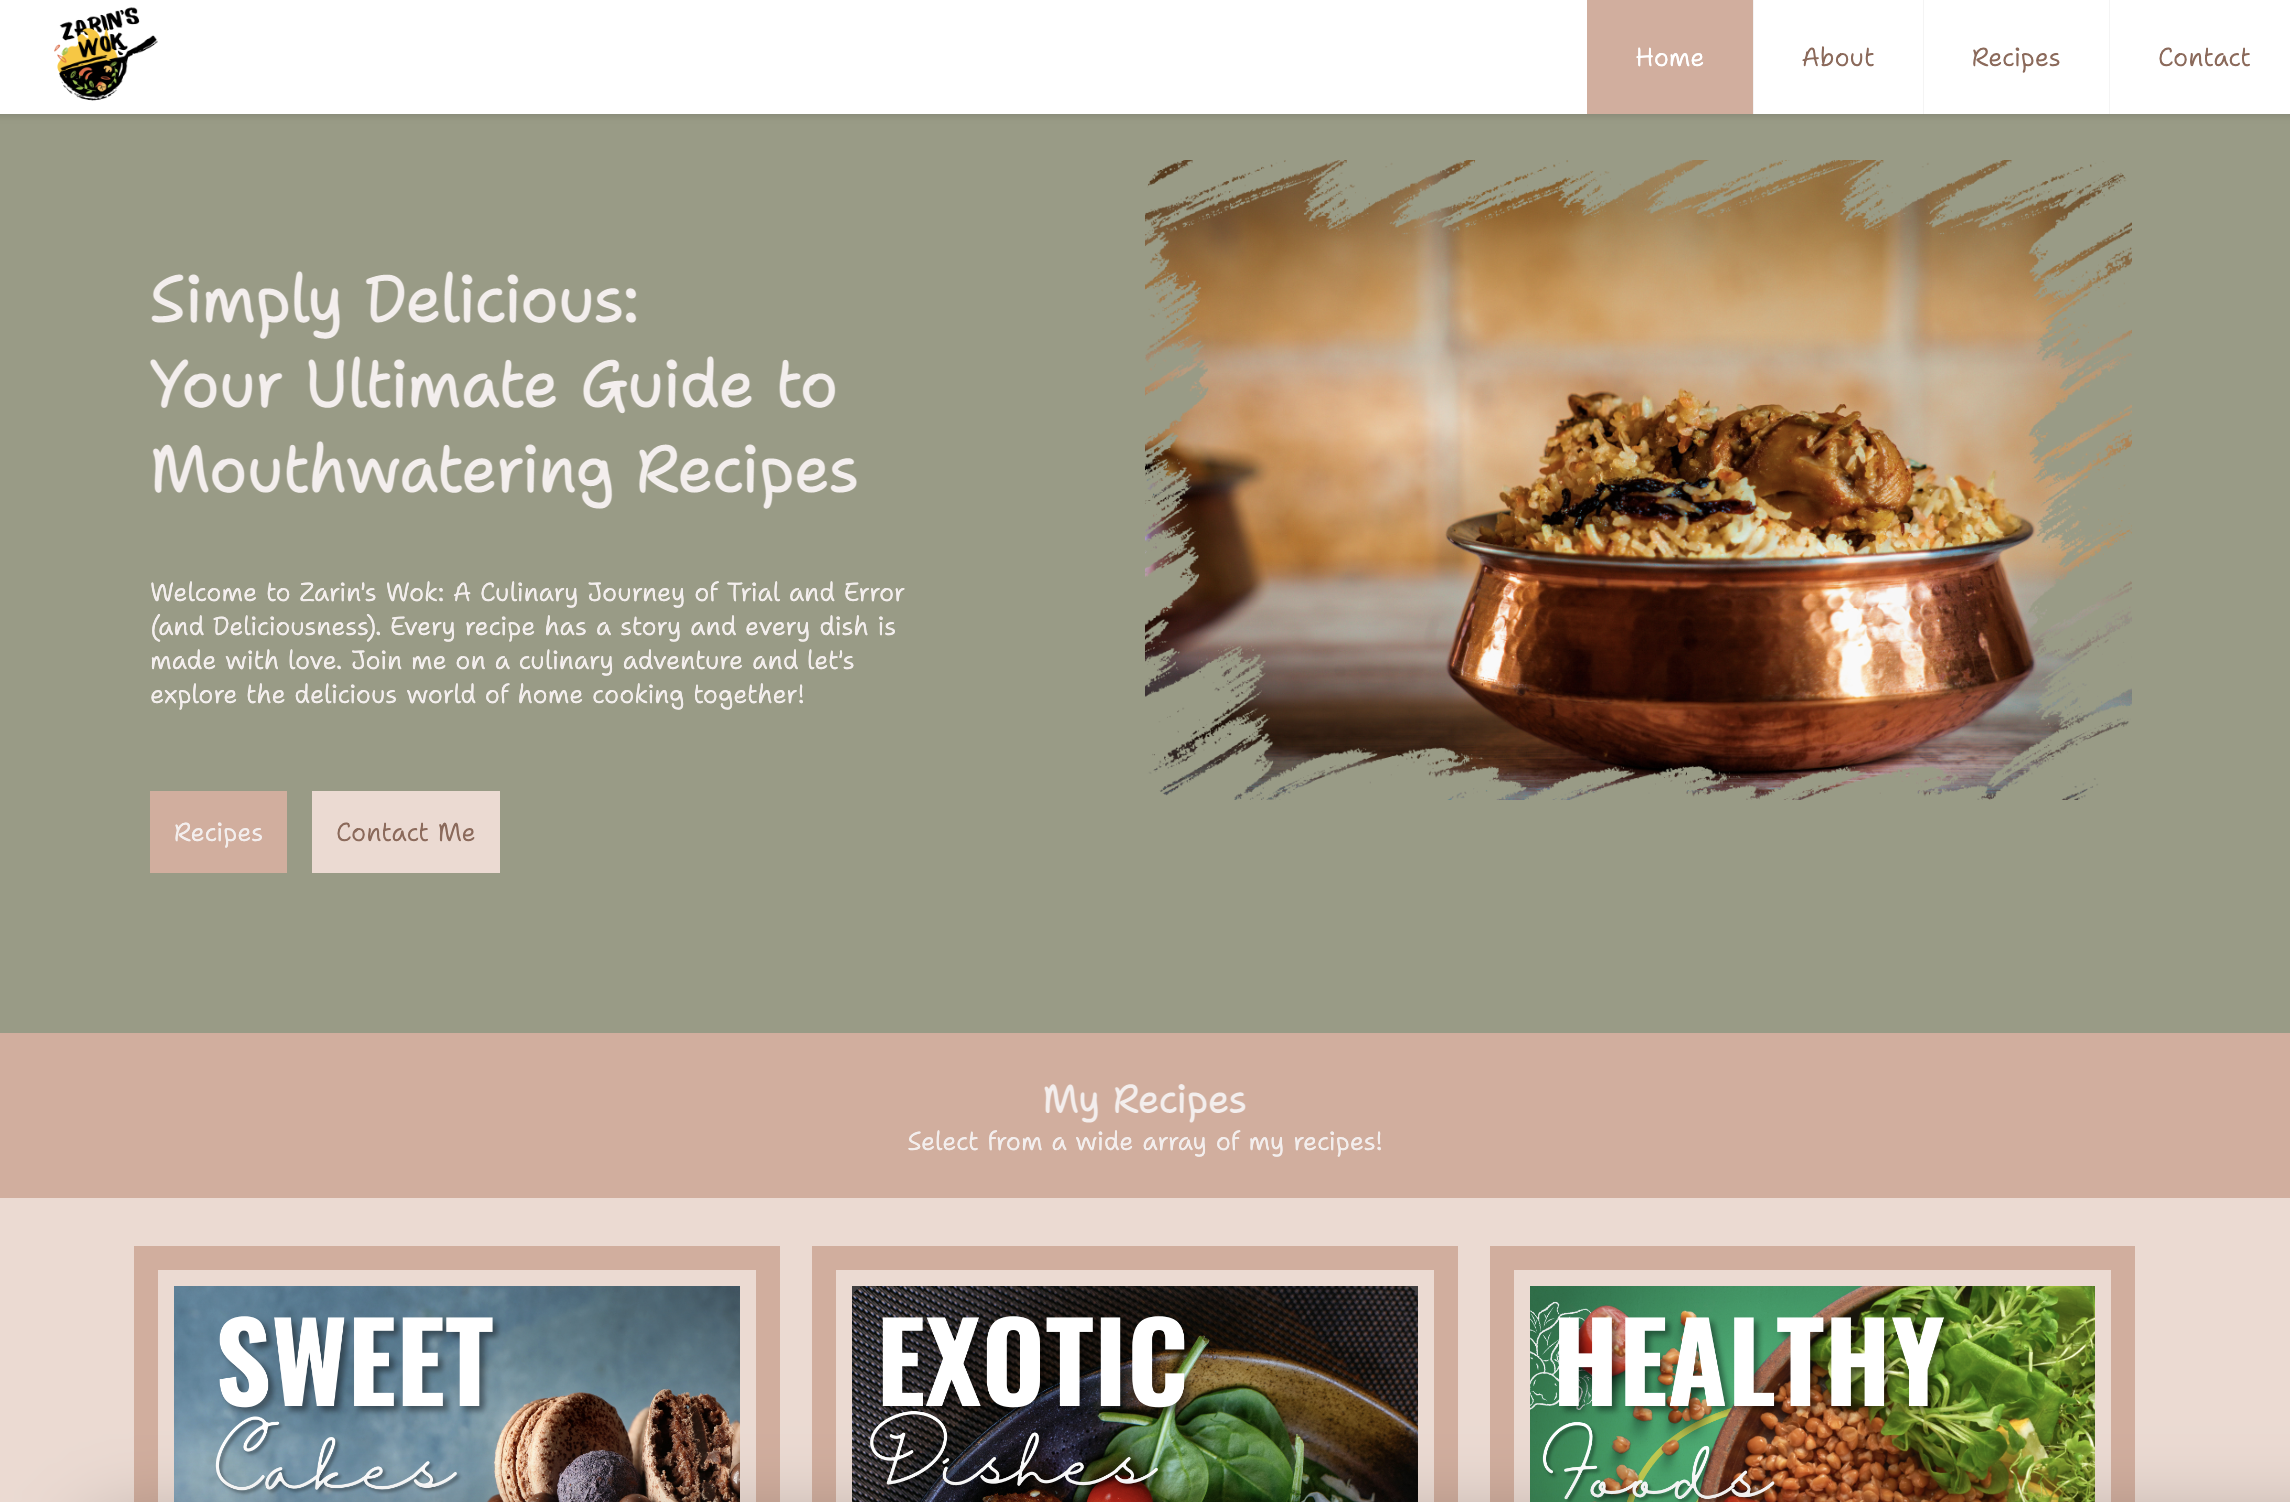 ZARIN'S
WOK
Home
About
Recipes
Contact
Simply Delicious:
Your Ultimate Guide to
Mouthwatering Recipes
Welcome to Zarin's Wok: A Culinary Journey of Trial and Error
(and Deliciousness). Every recipe has a story and every dish is
made with love. Join me on a culinary adventure and let's
explore the delicious world of home cooking together!
Recipes
Contact Me
My Recipes
Select from a wide array of my recipes!
SWEET
Cakes
EXOTIC
Dishes
HEALTHY
Foods